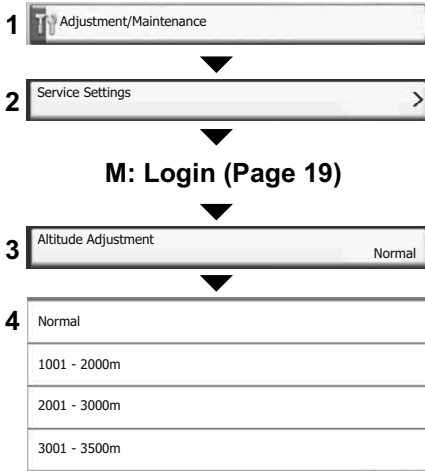 1 Adjustment/Maintenance
2 Service Settings >
M: Login (Page 19)
3 Altitude Adjustment
Normal
4 Normal
1001 - 2000m
2001 - 3000m
3001 - 3500m